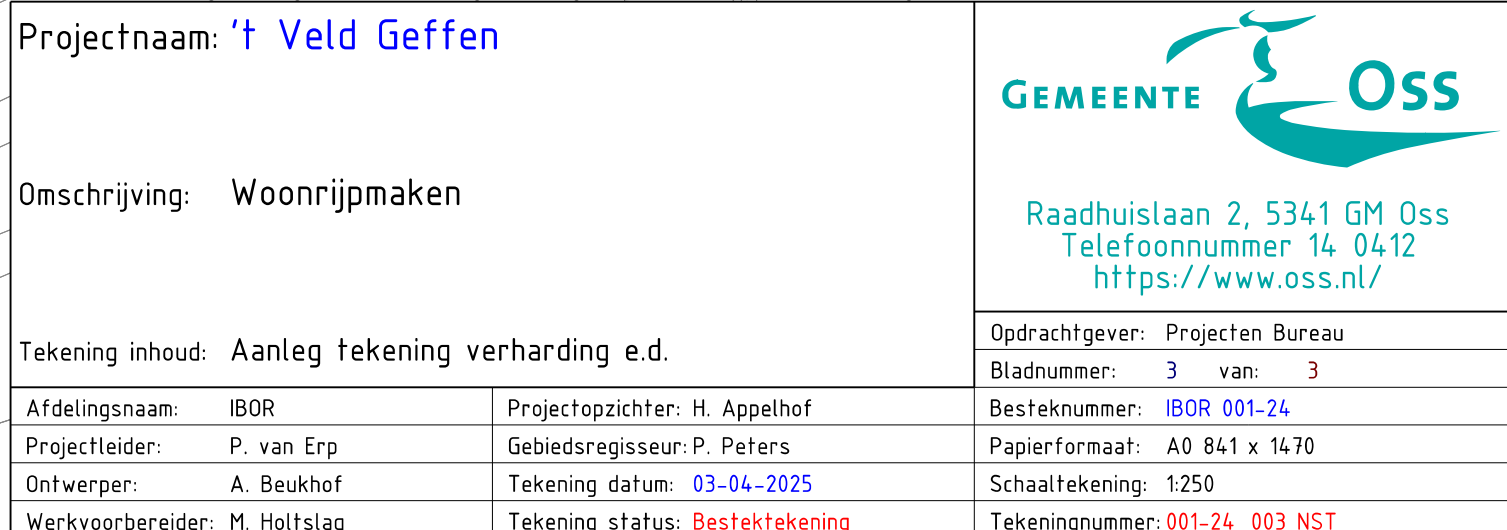 Projectnaam: 't Veld Geffen
Omschrijving: Woonrijpmaken
Tekening inhoud: Aanleg tekening verharding e.d.
GEMEENTE OSS
Raadhuislaan 2, 5341 GM Oss
Telefoonnummer 14 0412
https://www.oss.nl/
Opdrachtgever: Projecten Bureau
Bladnummer: 3 van: 3
Afdelingsnaam: IBOR Projectopzichter: H. Appelhof Besteknummer: IBOR 001-24
Projectleider: P. van Erp Gebiedsregisseur: P. Peters Papierformaat: A0 841 x 1470
Ontwerper: A. Beukhof Tekening datum: 03-04-2025 Schaaltekening: 1:250
Werkvoorbereider: M. Holtslag Tekening status: Bestektekening Tekeningnummer: 001-24 003 NST